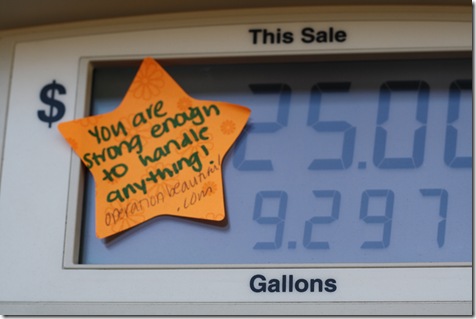 This Sale
$ 25.00
You are
strong enough
to handle
anything!
operationbeautiful
.com
9.297
Gallons